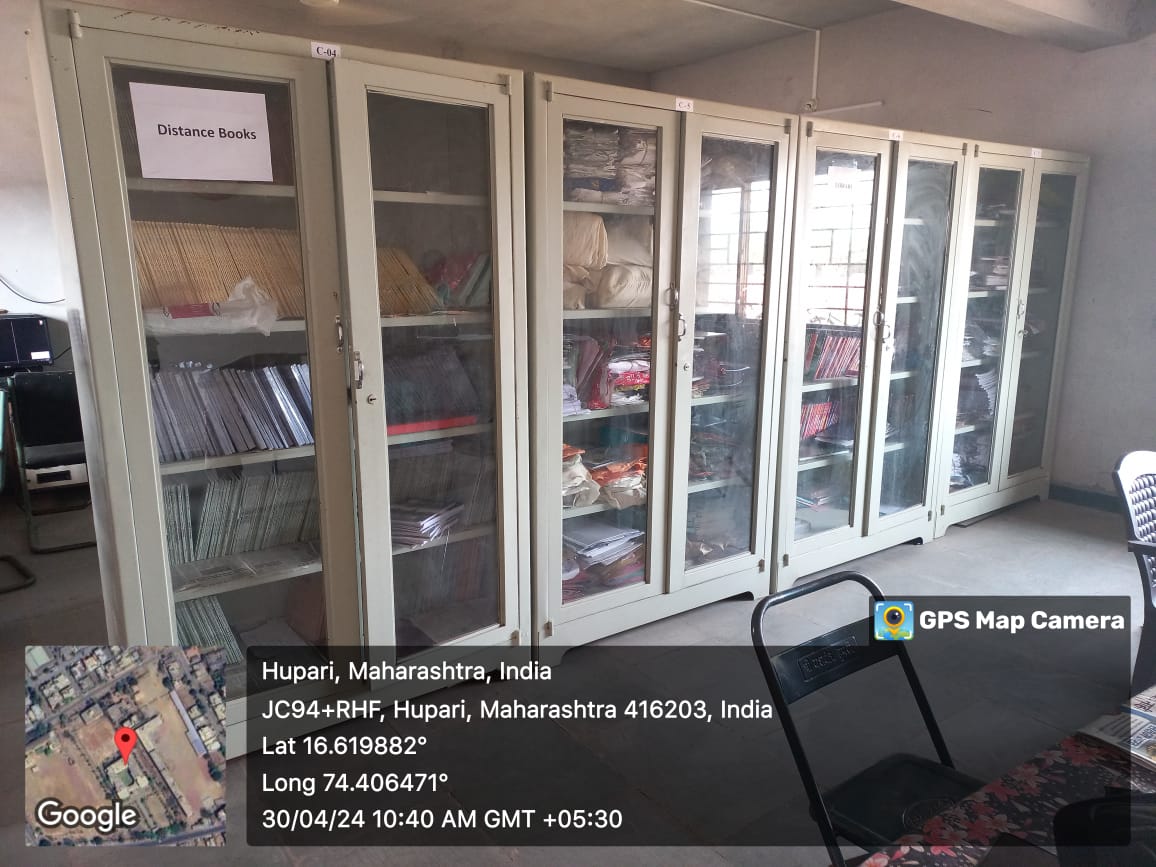 C-04
Distance Books
C-5
GPS Map Camera
Hupari, Maharashtra, India
JC94+RHF, Hupari, Maharashtra 416203, India
Lat 16.619882°
Long 74.406471°
30/04/24 10:40 AM GMT +05:30
Google